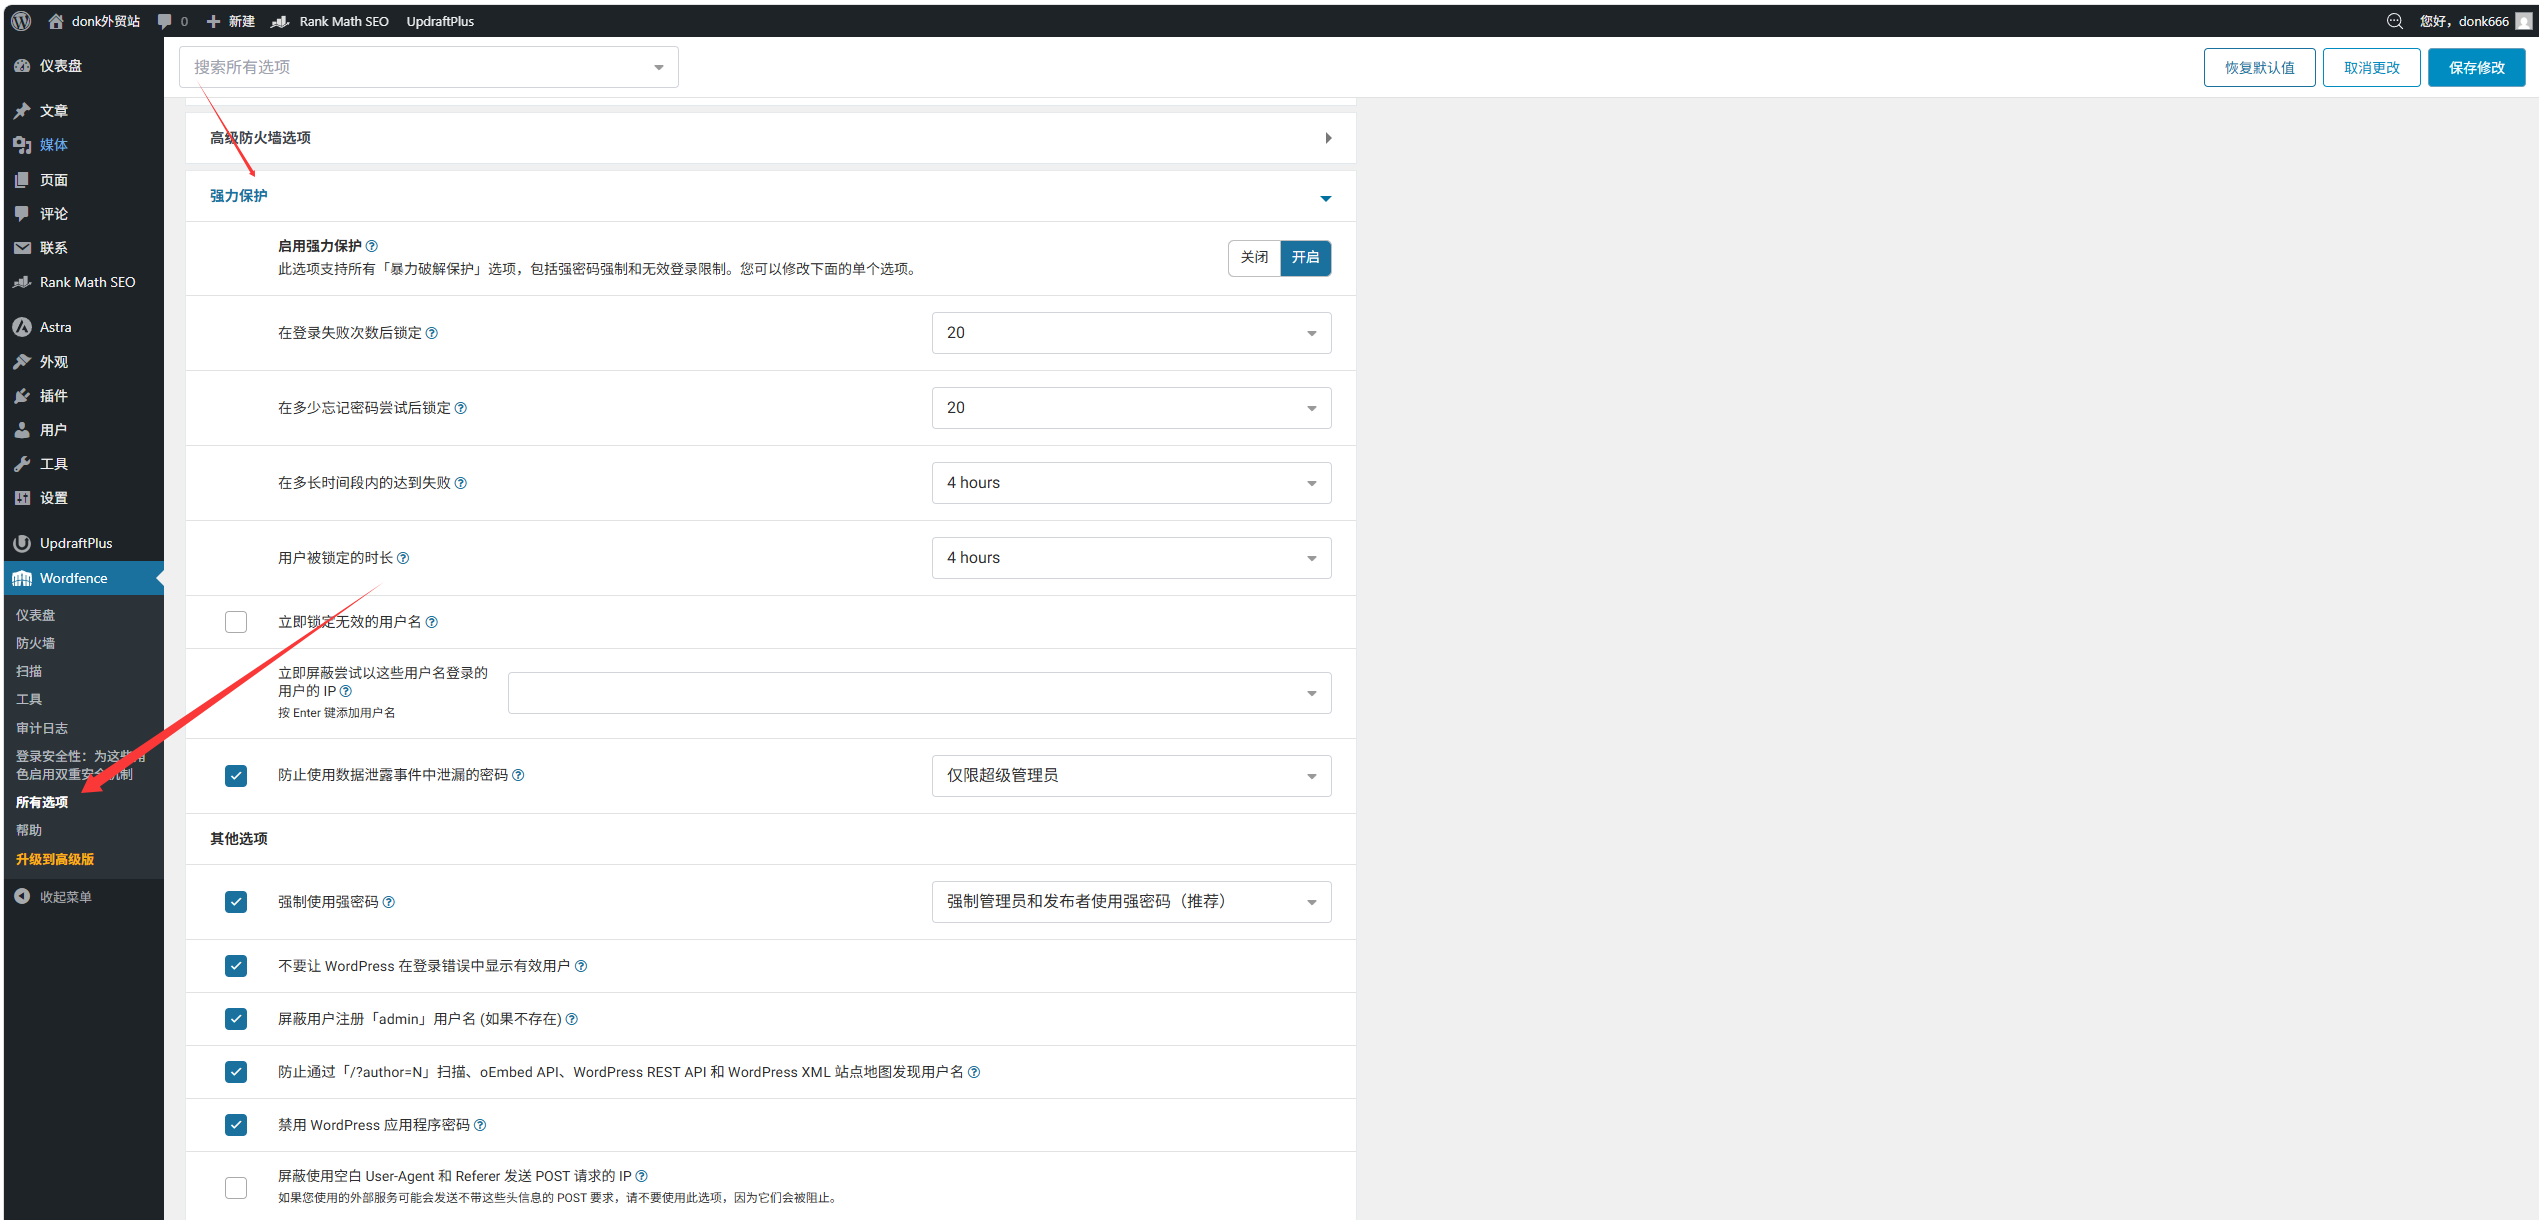 donk外贸站
0
新建
Rank Math SEO
UpdraftPlus
您好，donk666
仪表盘
文章
媒体
页面
评论
联系
Rank Math SEO
Astra
外观
插件
用户
工具
设置
UpdraftPlus
Wordfence
仪表盘
防火墙
扫描
工具
审计日志
登录安全性：为这些角
色启用双重安全机制
所有选项
帮助
升级到高级版
收起菜单
搜索所有选项
恢复默认值
取消更改
保存修改
高级防火墙选项
强力保护
启用强力保护
此选项支持所有「暴力破解保护」选项，包括强密码强制和无效登录限制。您可以修改下面的单个选项。
关闭
开启
在登录失败次数后锁定
20
在多少忘记密码尝试后锁定
20
在多长时间段内的达到失败
4 hours
用户被锁定的时长
4 hours
立即锁定无效的用户名
立即屏蔽尝试以这些用户名登录的
用户的 IP
按 Enter 键添加用户名
防止使用数据泄露事件中泄漏的密码
仅限超级管理员
其他选项
强制使用强密码
强制管理员和发布者使用强密码（推荐）
不要让 WordPress 在登录错误中显示有效用户
屏蔽用户注册「admin」用户名 (如果不存在)
防止通过「/?author=N」扫描、oEmbed API、WordPress REST API 和 WordPress XML 站点地图发现用户名
禁用 WordPress 应用程序密码
屏蔽使用空白 User-Agent 和 Referer 发送 POST 请求的 IP
如果您使用的外部服务可能会发送不带这些头信息的 POST 要求，请不要使用此选项，因为它们会被阻止。